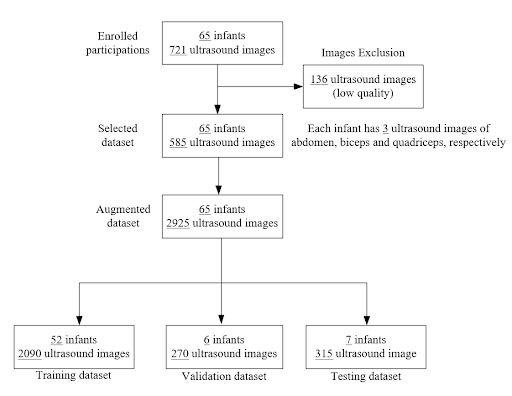 Enrolled
participations
65 infants
721 ultrasound images
Images Exclusion
136 ultrasound images
(low quality)
Selected
dataset
65 infants
585 ultrasound images
Each infant has 3 ultrasound images of
abdomen, biceps and quadriceps, respectively
Augmented
dataset
65 infants
2925 ultrasound images
52 infants
2090 ultrasound images
Training dataset
6 infants
270 ultrasound images
Validation dataset
7 infants
315 ultrasound image
Testing dataset